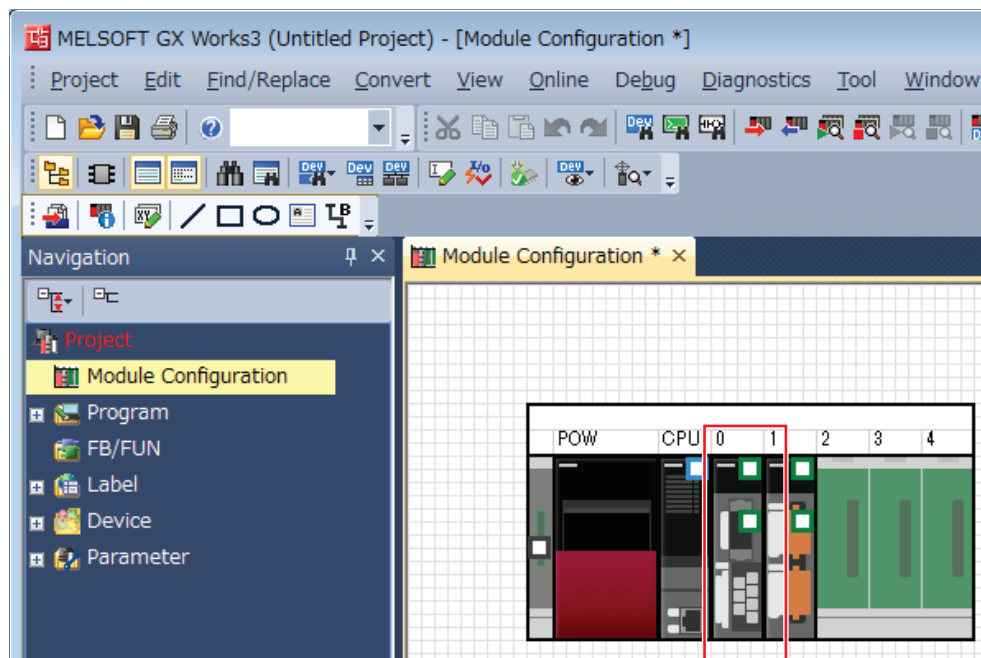 MELSOFT GX Works3 (Untitled Project) - [Module Configuration *]
Project Edit Find/Replace Convert View Online Debug Diagnostics Tool Window
Navigation
Module Configuration *
Project
Module Configuration
Program
FB/FUN
Label
Device
Parameter
POW CPU 0 1 2 3 4